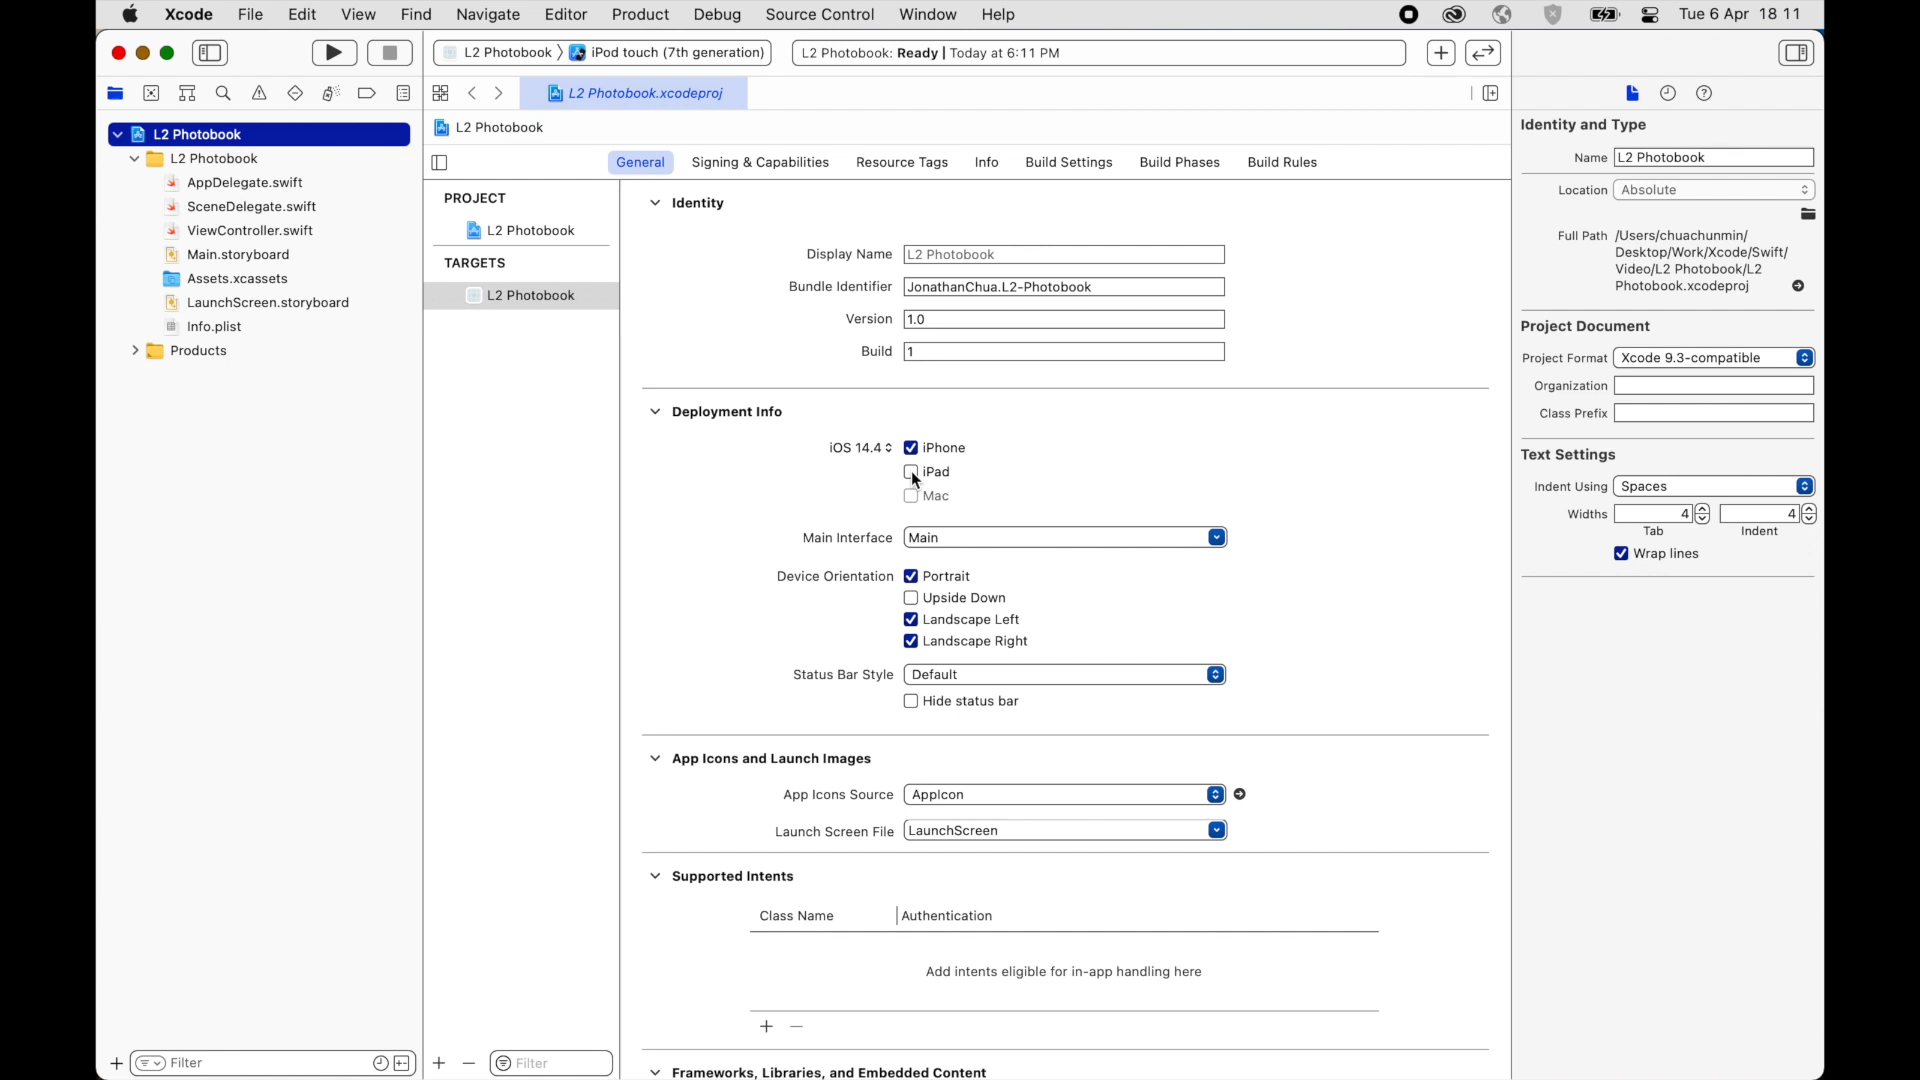 Xcode File Edit View Find Navigate Editor Product Debug Source Control Window Help Tue 6 Apr 18 11
L2 Photobook iPod touch (7th generation) L2 Photobook: Ready | Today at 6:11 PM
L2 Photobook.xcodeproj
L2 Photobook
L2 Photobook
AppDelegate.swift
SceneDelegate.swift
ViewController.swift
Main.storyboard
Assets.xcassets
LaunchScreen.storyboard
Info.plist
Products
Filter
L2 Photobook
General Signing & Capabilities Resource Tags Info Build Settings Build Phases Build Rules
PROJECT
L2 Photobook
TARGETS
L2 Photobook
Filter
Identity
Display Name L2 Photobook
Bundle Identifier JonathanChua.L2-Photobook
Version 1.0
Build 1
Deployment Info
iOS 14.4 iPhone
iPad
Mac
Main Interface Main
Device Orientation Portrait
Upside Down
Landscape Left
Landscape Right
Status Bar Style Default
Hide status bar
App Icons and Launch Images
App Icons Source AppIcon
Launch Screen File LaunchScreen
Supported Intents
Class Name Authentication
Add intents eligible for in-app handling here
Frameworks, Libraries, and Embedded Content
Identity and Type
Name L2 Photobook
Location Absolute
Full Path /Users/chuachunmin/
Desktop/Work/Xcode/Swift/
Video/L2 Photobook/L2
Photobook.xcodeproj
Project Document
Project Format Xcode 9.3-compatible
Organization
Class Prefix
Text Settings
Indent Using Spaces
Widths 4 4
Tab Indent
Wrap lines